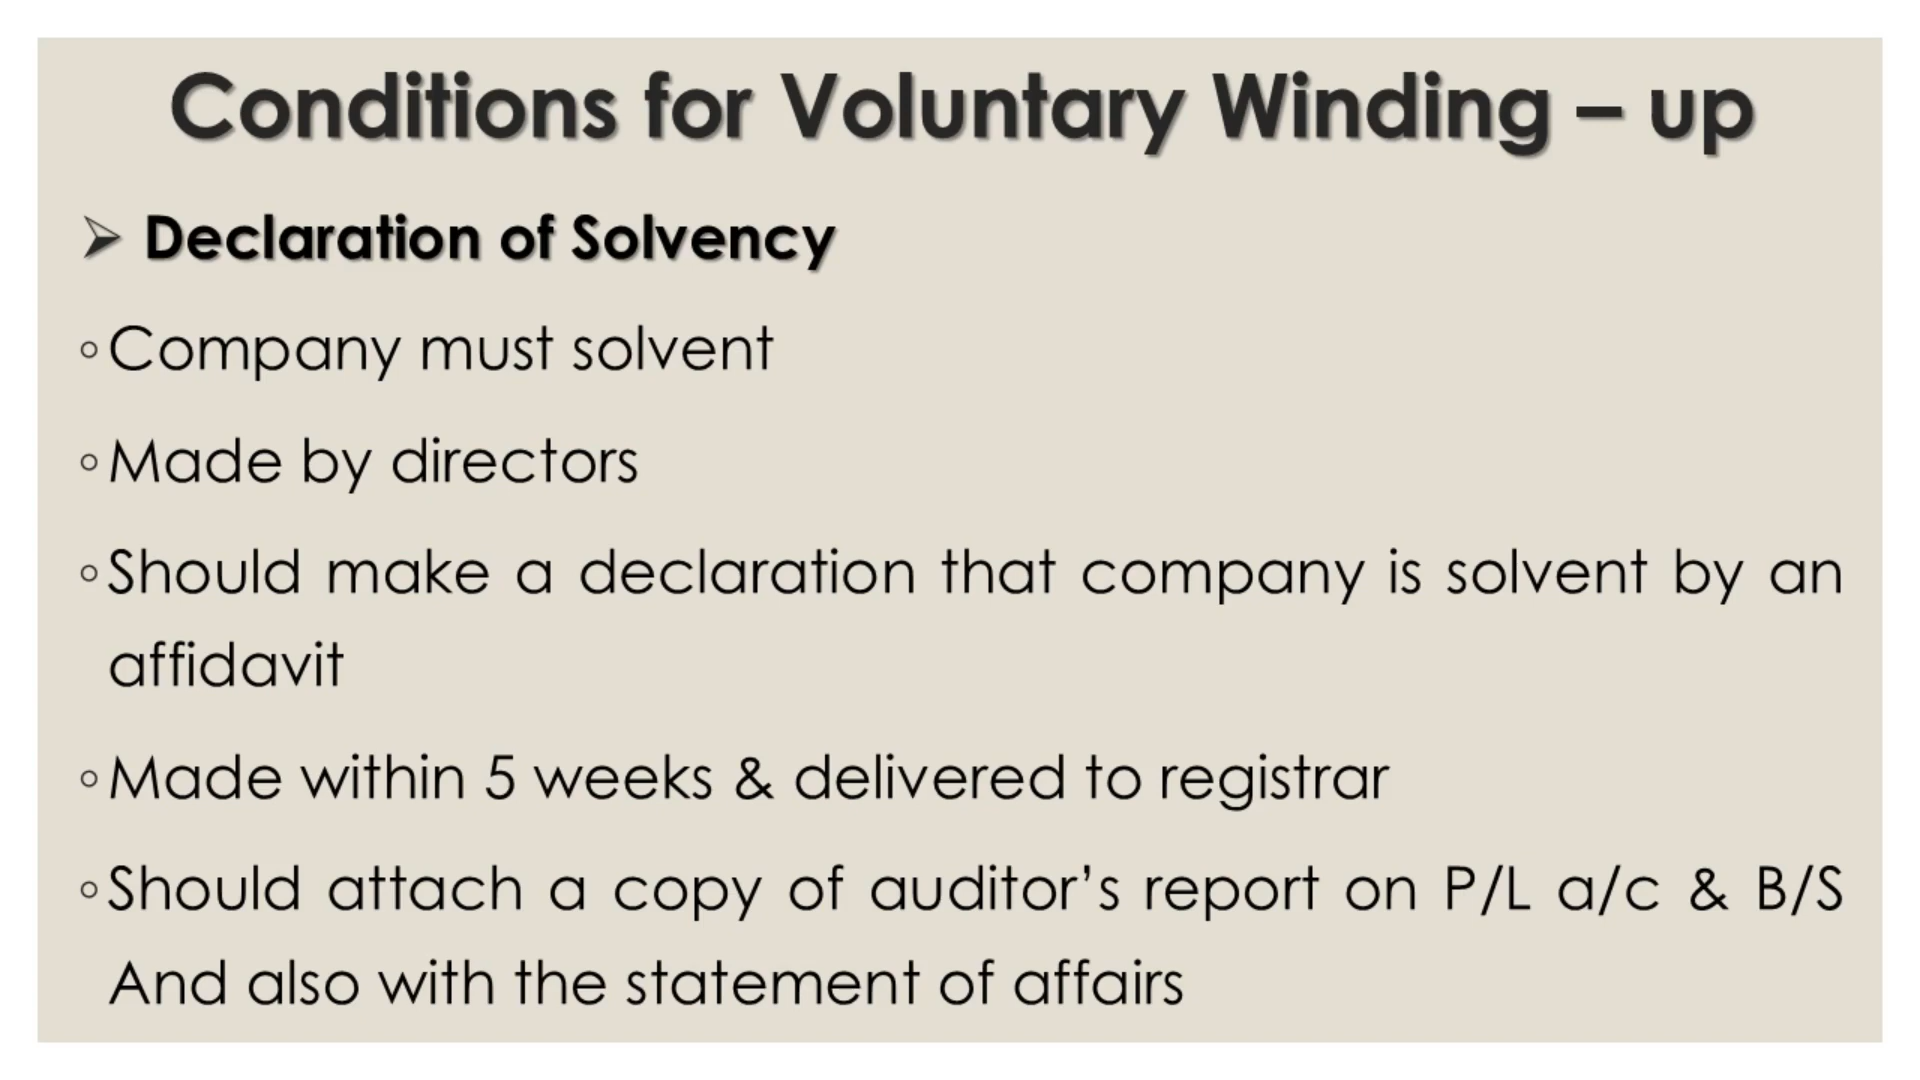 Conditions for Voluntary Winding – up
➢ Declaration of Solvency
◦Company must solvent
◦Made by directors
◦Should make a declaration that company is solvent by an
affidavit
◦Made within 5 weeks & delivered to registrar
◦Should attach a copy of auditor’s report on P/L a/c & B/S
And also with the statement of affairs